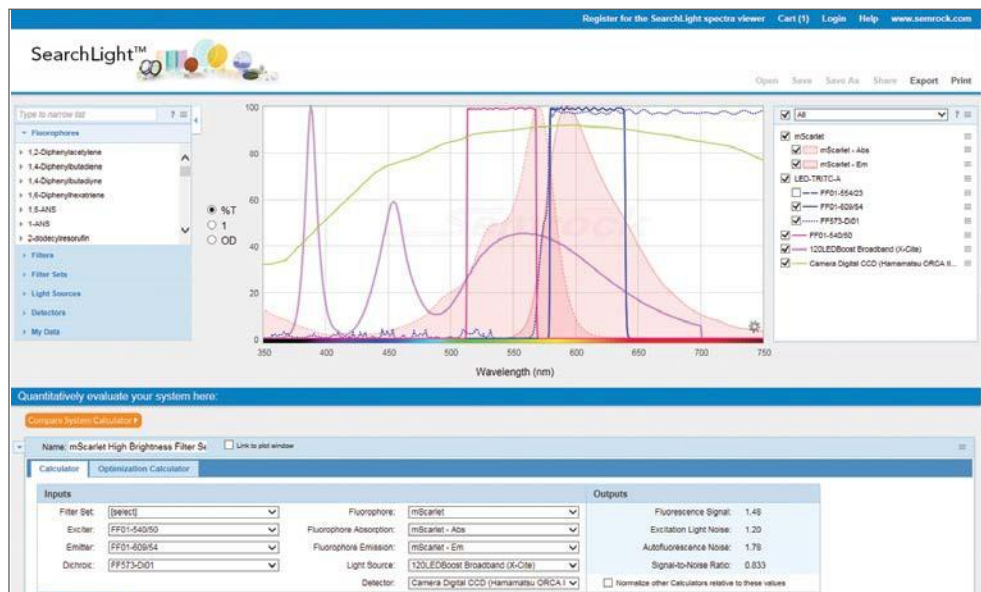 Register for the SearchLight spectra viewer Cart (1) Login Help www.semrock.com
SearchLight™
Open Save Save As Share Export Print
Type to narrow list ?
Fluorophores
1,2-Diphenylacetylene
1,4-Diphenylbutadiene
1,4-Diphenylbutadiyne
1,6-Diphenylhexatriene
1,8-ANS
1-ANS
2-dodecylresorufin
Filters
Filter Sets
Light Sources
Detectors
My Data
%T
1
OD
100
80
60
40
20
0
350 400 450 500 550 600 650 700 750
Wavelength (nm)
Semrock
All ?
mScarlet
mScarlet - Abs
mScarlet - Em
LED-TRITC-A
FF01-554/23
FF01-609/54
FF573-Di01
FF01-540/50
120LEDBoost Broadband (X-Cite)
Camera Digital CCD (Hamamatsu ORCA II...
Quantitatively evaluate your system here:
Compare System Calculator
Name: mScarlet High Brightness Filter Se Link to plot window
Calculator Optimization Calculator
Inputs Outputs
Filter Set: [select] Fluorophore: mScarlet Fluorescence Signal: 1.48
Exciter: FF01-540/50 Fluorophore Absorption: mScarlet - Abs Excitation Light Noise: 1.20
Emitter: FF01-609/54 Fluorophore Emission: mScarlet - Em Autofluorescence Noise: 1.78
Dichroic: FF573-Di01 Light Source: 120LEDBoost Broadband (X-Cite) Signal-to-Noise Ratio: 0.833
Detector: Camera Digital CCD (Hamamatsu ORCA I Normalize other Calculators relative to these values